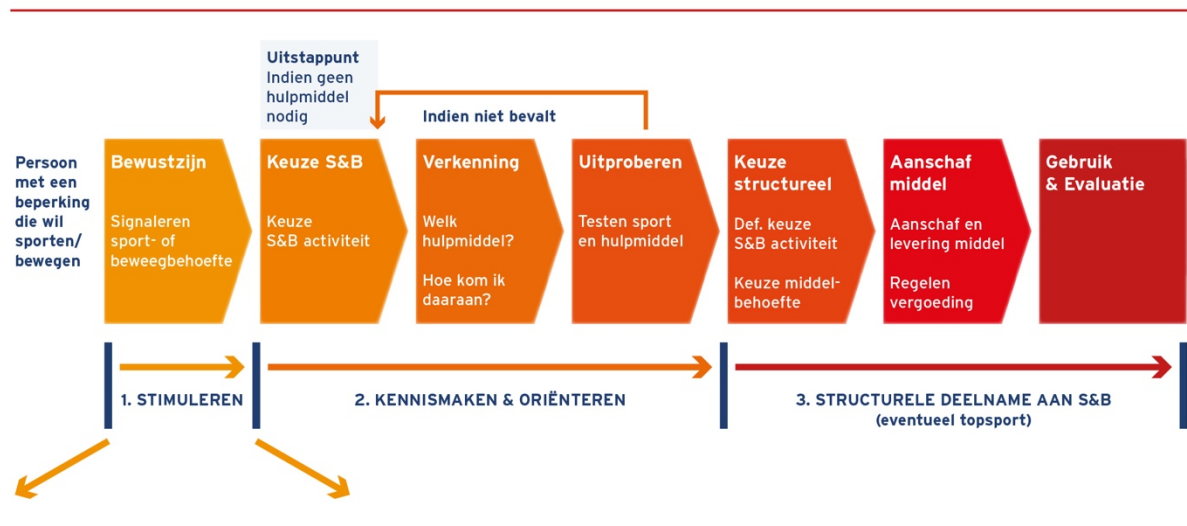 Uitstappunt
Indien geen
hulpmiddel
nodig
Indien niet bevalt
Persoon
met een
beperking
die wil
sporten/
bewegen
Bewustzijn
Signaleren
sport- of
beweegbehoefte
Keuze S&B
Keuze
S&B activiteit
Verkenning
Welk
hulpmiddel?
Hoe kom ik
daaraan?
Uitproberen
Testen sport
en hulpmiddel
Keuze
structureel
Def. keuze
S&B activiteit
Keuze middel-
behoefte
Aanschaf
middel
Aanschaf en
levering middel
Regelen
vergoeding
Gebruik
& Evaluatie
1. STIMULEREN
2. KENNISMAKEN & ORIËNTEREN
3. STRUCTURELE DEELNAME AAN S&B
(eventueel topsport)